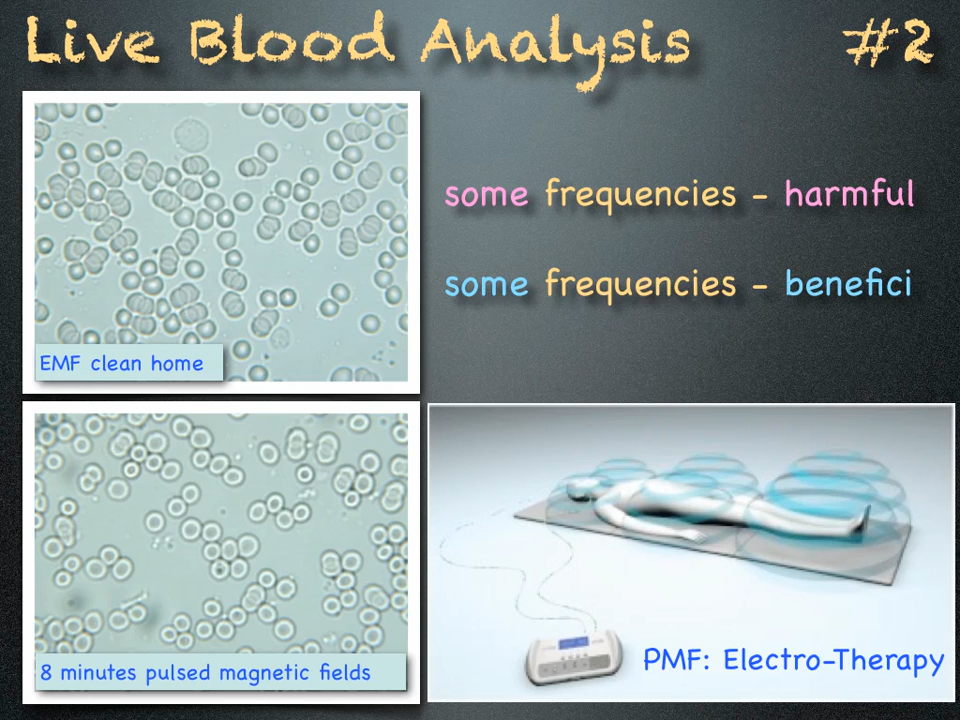 Live Blood Analysis #2
some frequencies - harmful
some frequencies - benefici
EMF clean home
8 minutes pulsed magnetic fields
PMF: Electro-Therapy